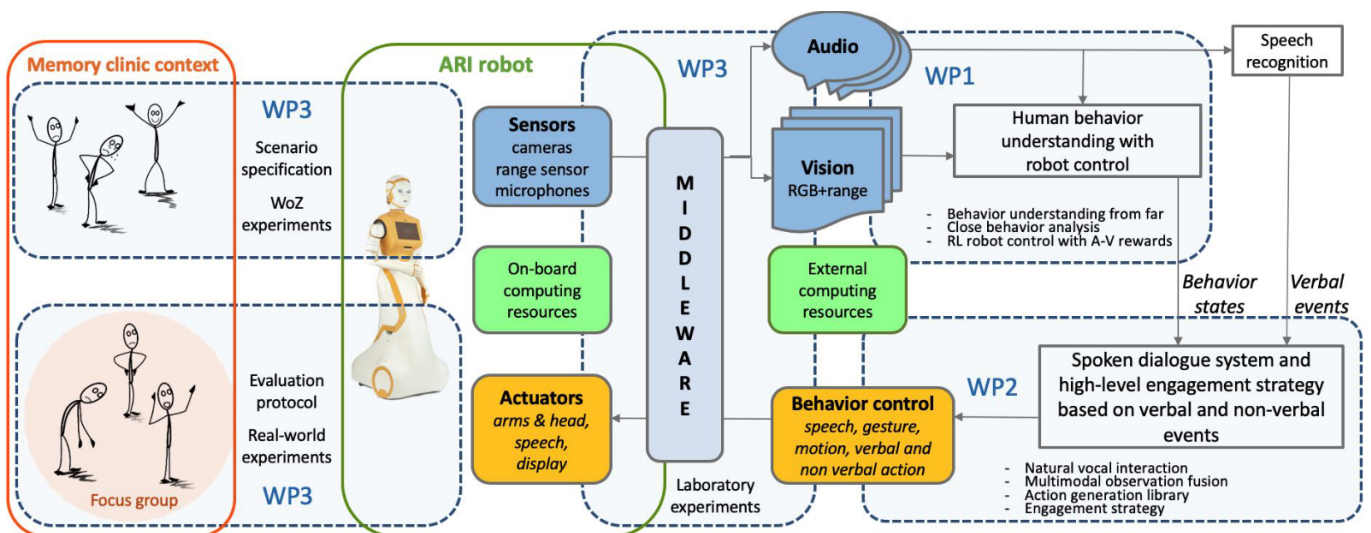 Memory clinic context
WP3
Scenario
specification
WoZ
experiments
Evaluation
protocol
Real-world
experiments
WP3
Focus group
ARI robot
Sensors
cameras
range sensor
microphones
On-board
computing
resources
Actuators
arms & head,
speech,
display
MIDDLEWARE
WP3
Audio
Vision
RGB+range
External
computing
resources
Behavior control
speech, gesture,
motion, verbal and
non verbal action
Laboratory
experiments
WP1
Human behavior
understanding with
robot control
- Behavior understanding from far
- Close behavior analysis
- RL robot control with A-V rewards
Speech
recognition
Behavior
states
Verbal
events
WP2
Spoken dialogue system and
high-level engagement strategy
based on verbal and non-verbal
events
- Natural vocal interaction
- Multimodal observation fusion
- Action generation library
- Engagement strategy